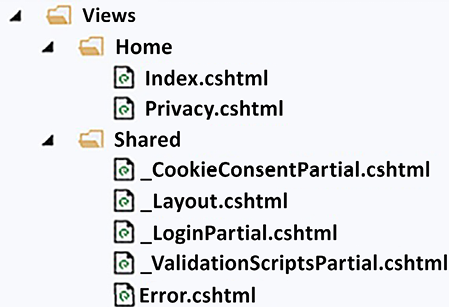 Views
Home
Index.cshtml
Privacy.cshtml
Shared
_CookieConsentPartial.cshtml
_Layout.cshtml
_LoginPartial.cshtml
_ValidationScriptsPartial.cshtml
Error.cshtml